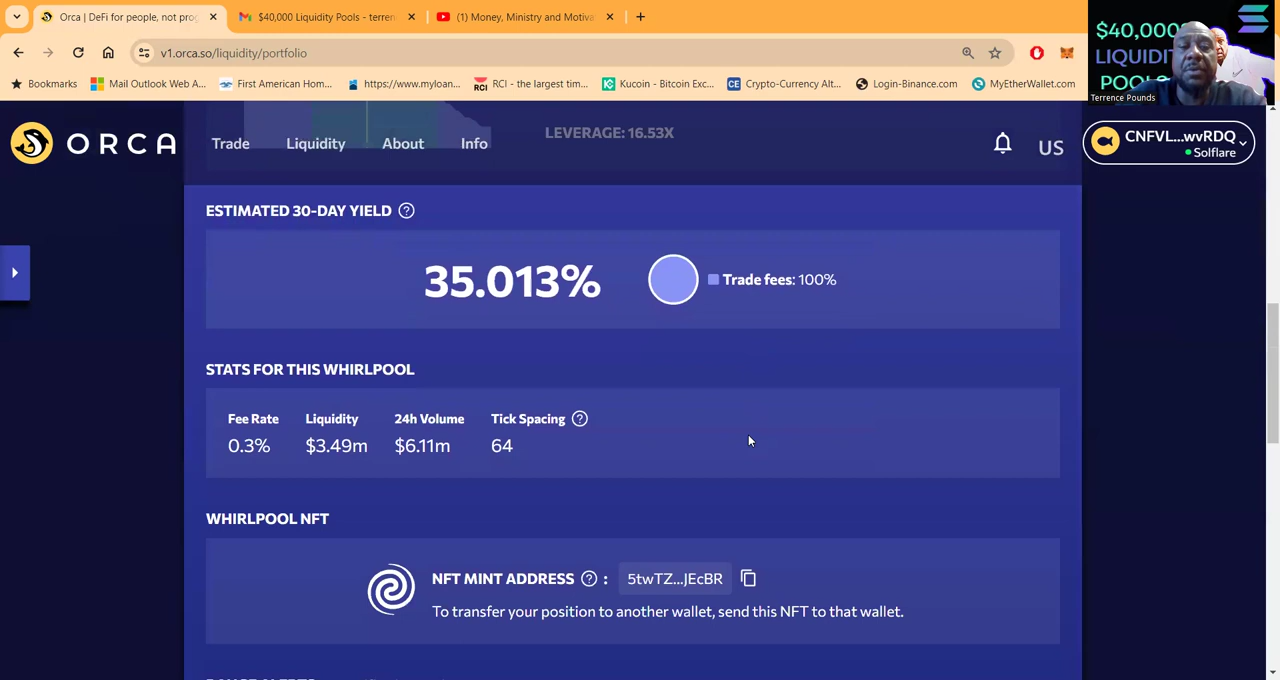 Orca | DeFi for people, not pro
$40,000 Liquidity Pools - terren
(1) Money, Ministry and Motiva
v1.orca.so/liquidity/portfolio
Bookmarks
Mail Outlook Web A...
First American Hom...
https://www.myloan...
RCI
RCI - the largest tim...
Kucoin - Bitcoin Exc...
CE
Crypto-Currency Alt...
Login-Binance.com
MyEtherWallet.com
$40,000
LIQUIDIT
POOLS
Terrence Pounds
ORCA
Trade
Liquidity
About
Info
LEVERAGE: 16.53X
US
CNFVL...wvRDQ
Solflare
ESTIMATED 30-DAY YIELD ?
35.013%
Trade fees: 100%
STATS FOR THIS WHIRLPOOL
Fee Rate Liquidity 24h Volume Tick Spacing ?
0.3% $3.49m $6.11m 64
WHIRLPOOL NFT
NFT MINT ADDRESS ? : 5twTZ...JEcBR
To transfer your position to another wallet, send this NFT to that wallet.